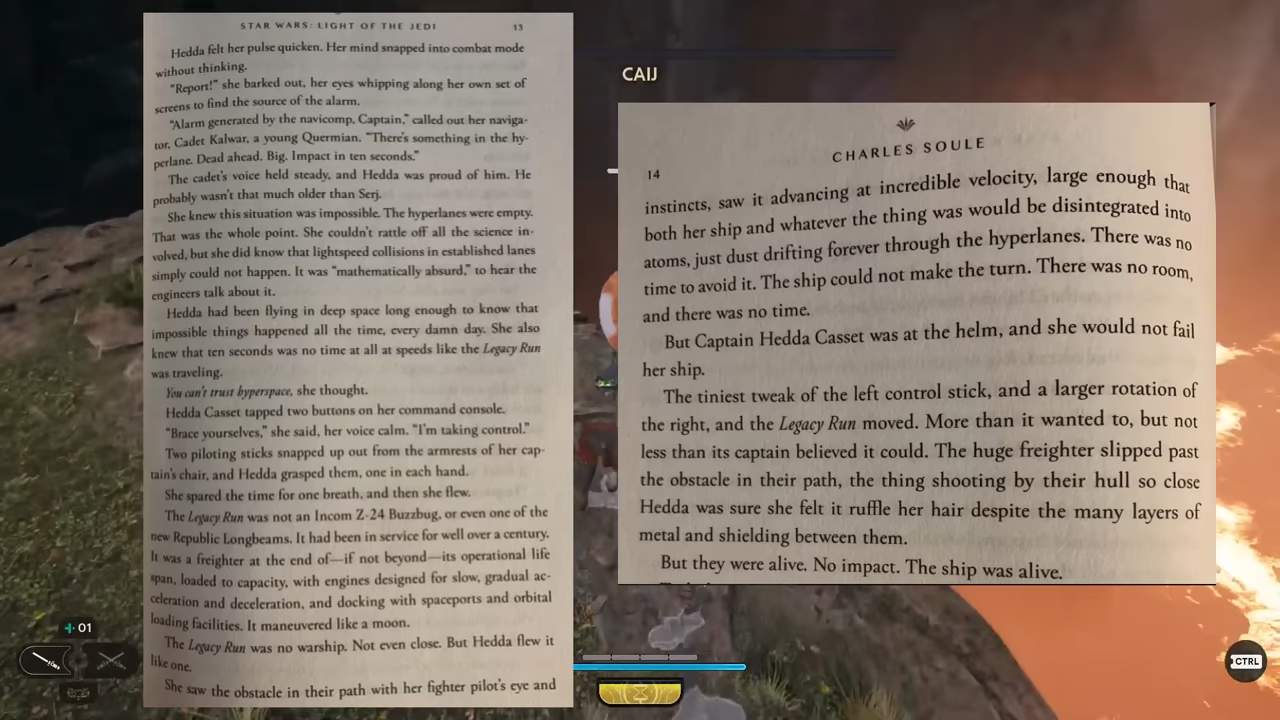 STAR WARS: LIGHT OF THE JEDI 13
Hedda felt her pulse quicken. Her mind snapped into combat mode
without thinking.
"Report!" she barked out, her eyes whipping along her own set of
screens to find the source of the alarm.
"Alarm generated by the navicomp, Captain," called out her naviga-
tor, Cadet Kalwar, a young Quermian. "There's something in the hy-
perlane. Dead ahead. Big. Impact in ten seconds."
The cadet's voice held steady, and Hedda was proud of him. He
probably wasn't that much older than Serj.
She knew this situation was impossible. The hyperlanes were empty.
That was the whole point. She couldn't rattle off all the science in-
volved, but she did know that lightspeed collisions in established lanes
simply could not happen. It was "mathematically absurd," to hear the
engineers talk about it.
Hedda had been flying in deep space long enough to know that
impossible things happened all the time, every damn day. She also
knew that ten seconds was no time at all at speeds like the Legacy Run
was traveling.
You can't trust hyperspace, she thought.
Hedda Casset tapped two buttons on her command console.
"Brace yourselves," she said, her voice calm. "I'm taking control."
Two piloting sticks snapped up out from the armrests of her cap-
tain's chair, and Hedda grasped them, one in each hand.
She spared the time for one breath, and then she flew.
The Legacy Run was not an Incom Z-24 Buzzbug, or even one of the
new Republic Longbeams. It had been in service for well over a century.
It was a freighter at the end of—if not beyond—its operational life
span, loaded to capacity, with engines designed for slow, gradual ac-
celeration and deceleration, and docking with spaceports and orbital
loading facilities. It maneuvered like a moon.
The Legacy Run was no warship. Not even close. But Hedda flew it
like one.
She saw the obstacle in their path with her fighter pilot's eye and
CAIJ
CHARLES SOULE
14
instincts, saw it advancing at incredible velocity, large enough that
both her ship and whatever the thing was would be disintegrated into
atoms, just dust drifting forever through the hyperlanes. There was no
time to avoid it. The ship could not make the turn. There was no room,
and there was no time.
But Captain Hedda Casset was at the helm, and she would not fail
her ship.
The tiniest tweak of the left control stick, and a larger rotation of
the right, and the Legacy Run moved. More than it wanted to, but not
less than its captain believed it could. The huge freighter slipped past
the obstacle in their path, the thing shooting by their hull so close
Hedda was sure she felt it ruffle her hair despite the many layers of
metal and shielding between them.
But they were alive. No impact. The ship was alive.
+01
CTRL